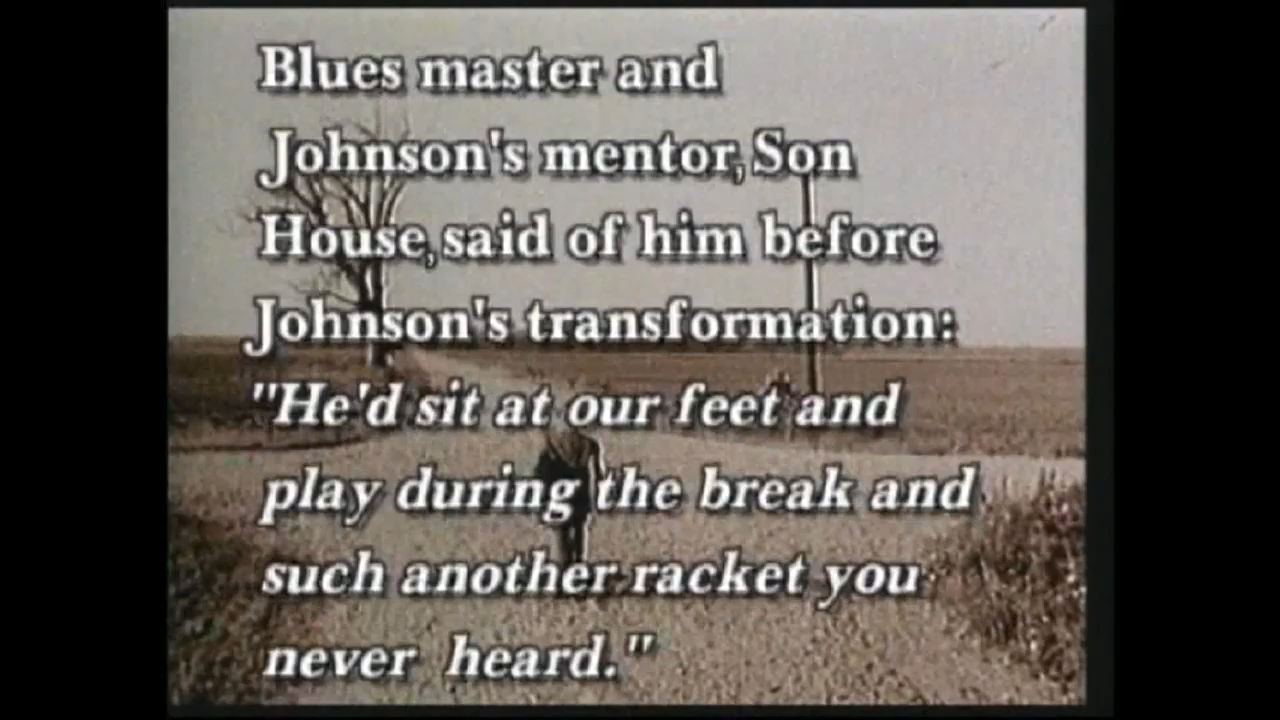 Blues master and
Johnson's mentor, Son
House, said of him before
Johnson's transformation:
"He'd sit at our feet and
play during the break and
such another racket you
never heard."